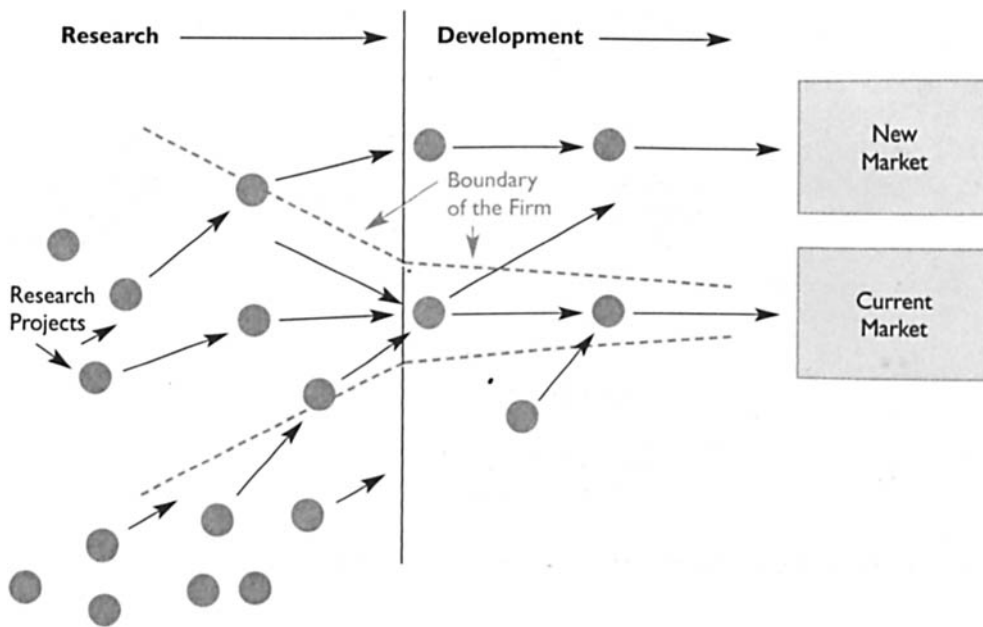 Research
Development
New
Market
Boundary
of the Firm
Research
Projects
Current
Market